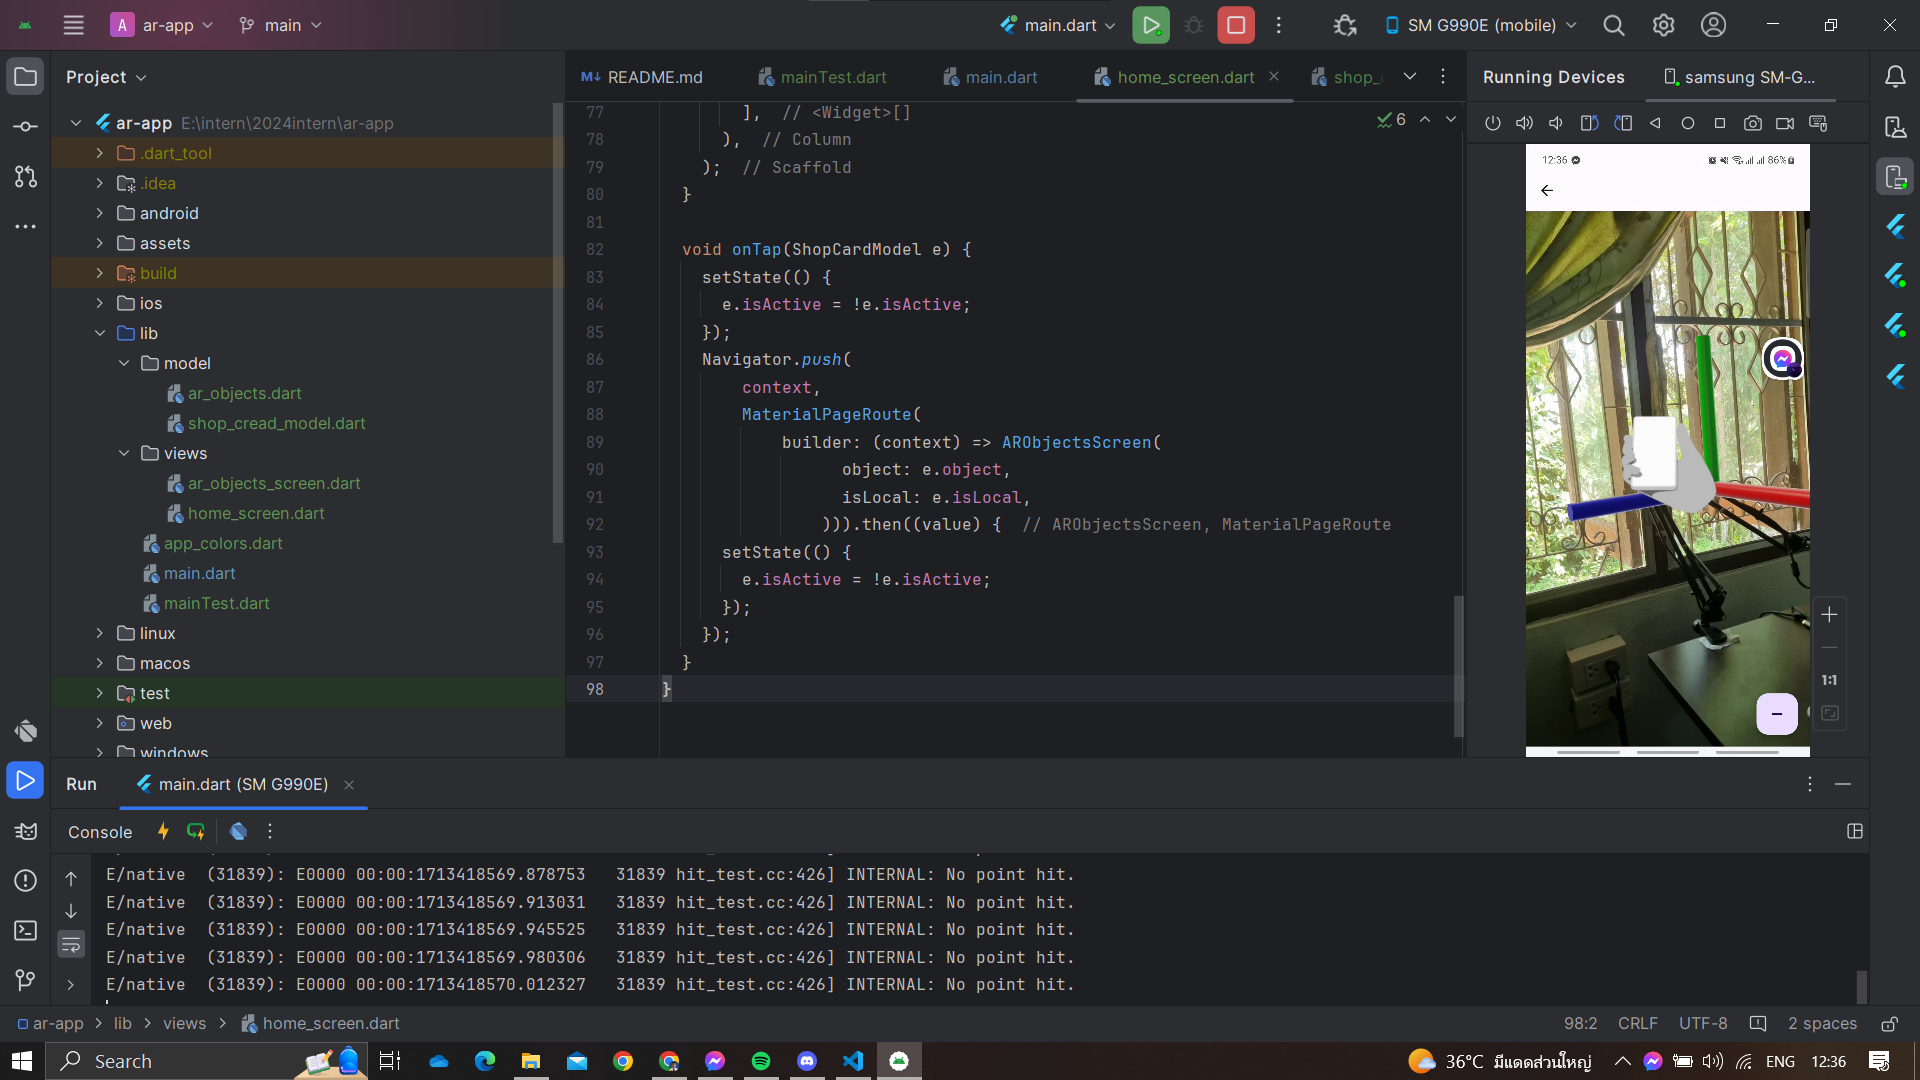 A ar-app main main.dart SM G990E (mobile)
Project
ar-app E:\intern\2024intern\ar-app
.dart_tool
.idea
android
assets
build
ios
lib
model
ar_objects.dart
shop_cread_model.dart
views
ar_objects_screen.dart
home_screen.dart
app_colors.dart
main.dart
mainTest.dart
linux
macos
test
web
windows
M↓ README.md mainTest.dart main.dart home_screen.dart shop_
6
77 ], // <Widget>[]
78 ), // Column
79 ); // Scaffold
80 }
81
82 void onTap(ShopCardModel e) {
83 setState(() {
84 e.isActive = !e.isActive;
85 });
86 Navigator.push(
87 context,
88 MaterialPageRoute(
89 builder: (context) => ARObjectsScreen(
90 object: e.object,
91 isLocal: e.isLocal,
92 ))).then((value) { // ARObjectsScreen, MaterialPageRoute
93 setState(() {
94 e.isActive = !e.isActive;
95 });
96 });
97 }
98 }
Running Devices samsung SM-G...
12:36 86%
1:1
Run main.dart (SM G990E)
Console
E/native (31839): E0000 00:00:1713418569.878753 31839 hit_test.cc:426] INTERNAL: No point hit.
E/native (31839): E0000 00:00:1713418569.913031 31839 hit_test.cc:426] INTERNAL: No point hit.
E/native (31839): E0000 00:00:1713418569.945525 31839 hit_test.cc:426] INTERNAL: No point hit.
E/native (31839): E0000 00:00:1713418569.980306 31839 hit_test.cc:426] INTERNAL: No point hit.
E/native (31839): E0000 00:00:1713418570.012327 31839 hit_test.cc:426] INTERNAL: No point hit.
ar-app > lib > views > home_screen.dart 98:2 CRLF UTF-8 2 spaces
Search 36°C มีแดดส่วนใหญ่ ENG 12:36